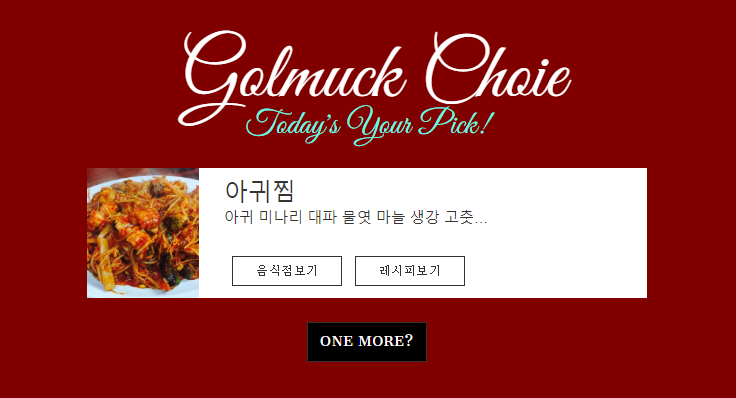 Golmuck Choie
Today's Your Pick!
아귀찜
아귀 미나리 대파 물엿 마늘 생강 고춧...
음식점보기
레시피보기
ONE MORE?